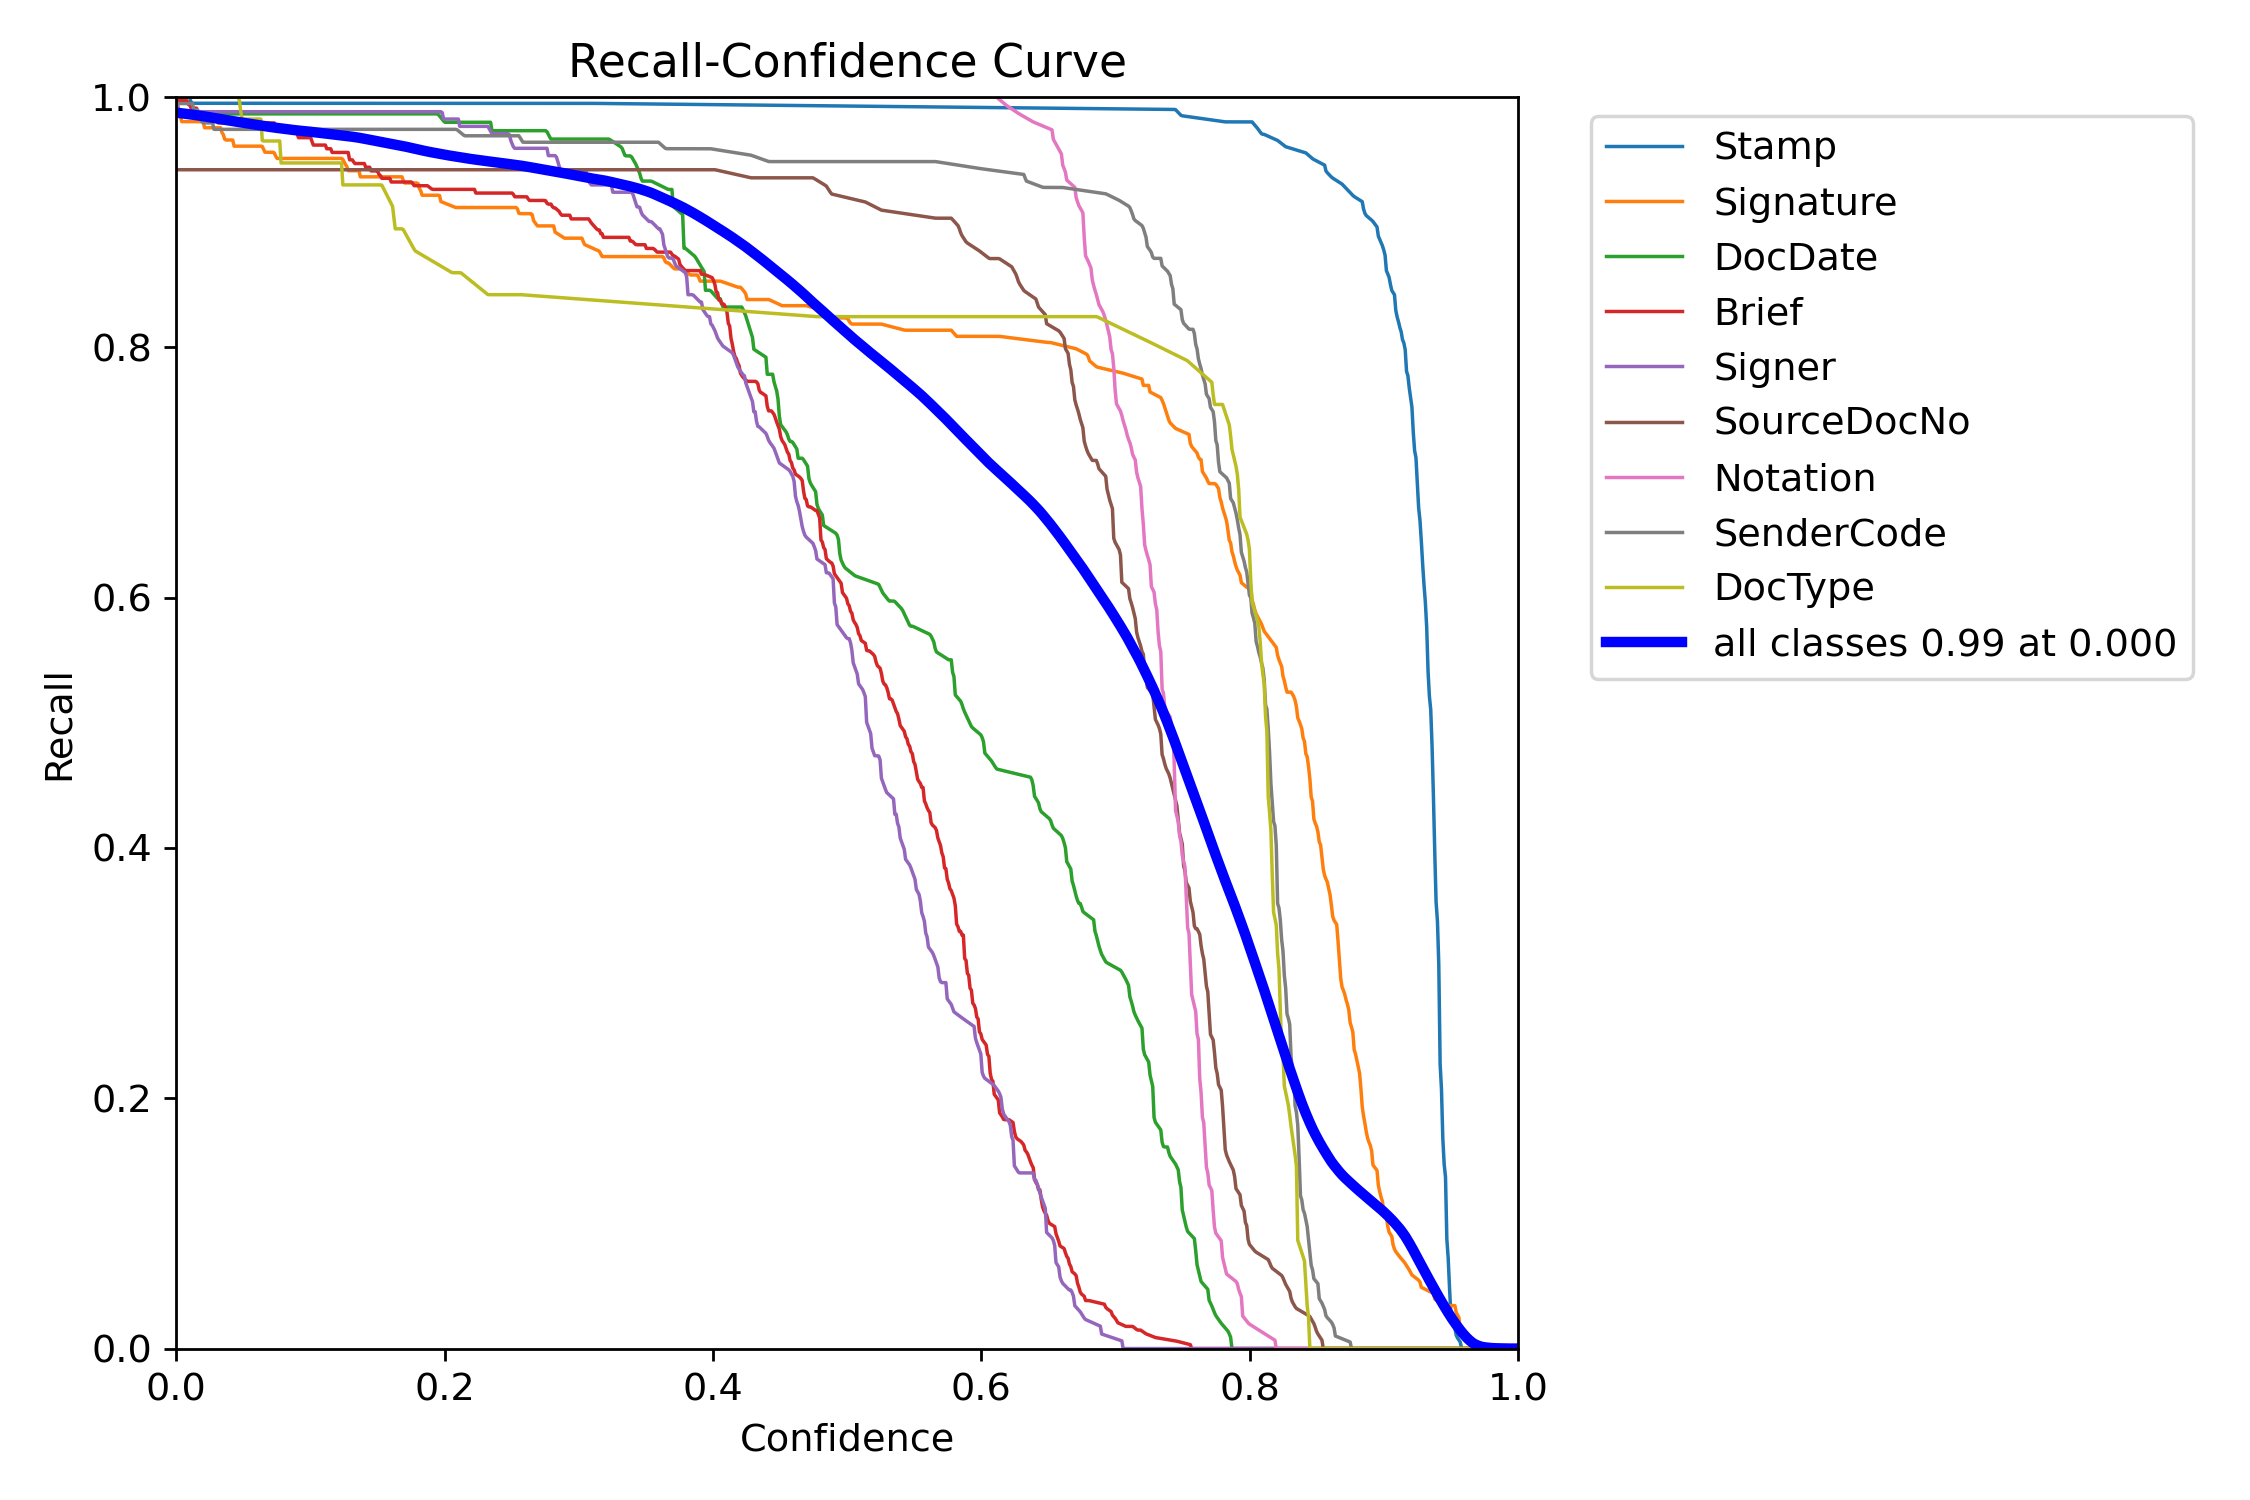 Recall-Confidence Curve
1.0
0.8
0.6
0.4
0.2
0.0
Recall
0.0 0.2 0.4 0.6 0.8 1.0
Confidence
Stamp
Signature
DocDate
Brief
Signer
SourceDocNo
Notation
SenderCode
DocType
all classes 0.99 at 0.000